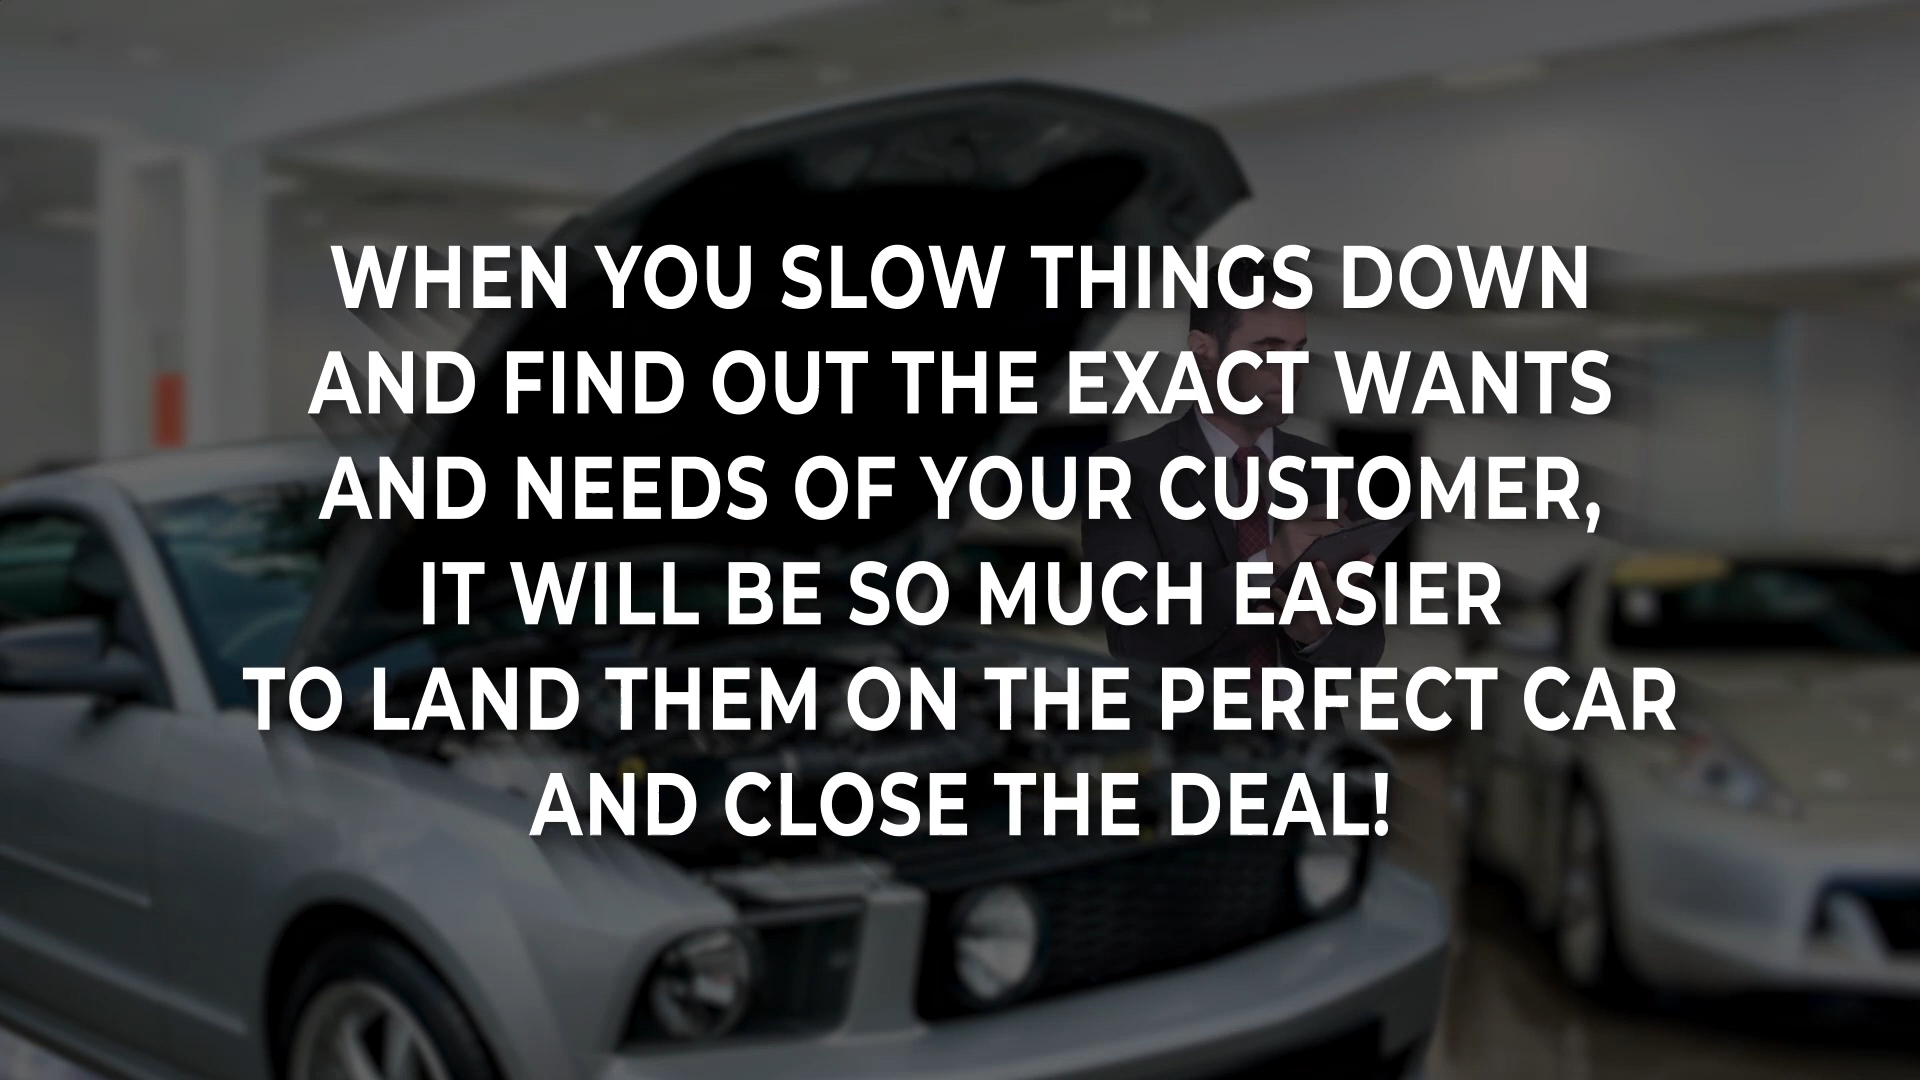 WHEN YOU SLOW THINGS DOWN
AND FIND OUT THE EXACT WANTS
AND NEEDS OF YOUR CUSTOMER,
IT WILL BE SO MUCH EASIER
TO LAND THEM ON THE PERFECT CAR
AND CLOSE THE DEAL!